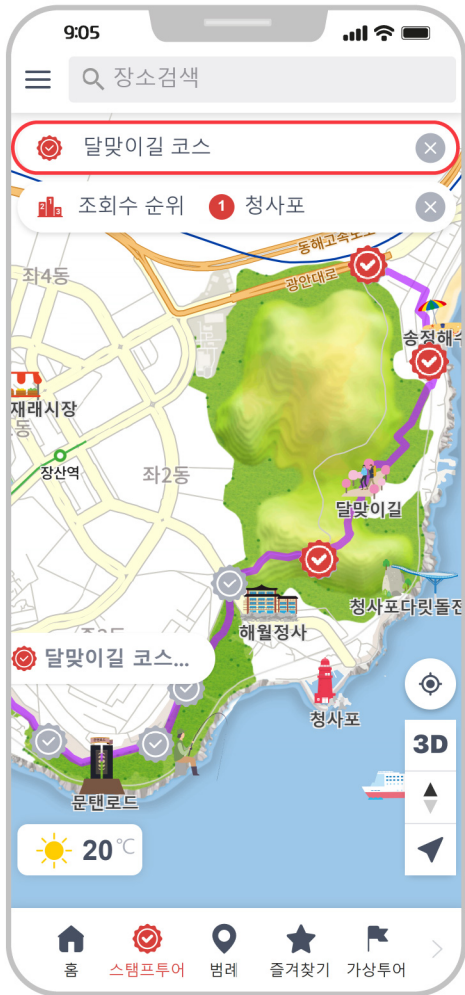 9:05
장소검색
달맞이길 코스
조회수 순위 1 청사포
동해고속도로
광안대로
좌4동
송정해수
재래시장
장산역
좌2동
달맞이길
청사포다릿돌전
해월정사
달맞이길 코스...
청사포
3D
문탠로드
20℃
홈 스탬프투어 범례 즐겨찾기 가상투어